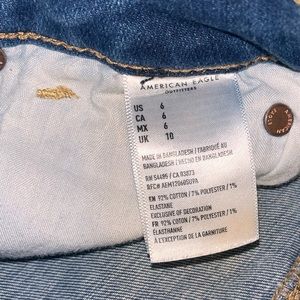 AMERICAN EAGLE
OUTFITTERS
US 6
CA 6
MX 6
UK 10
MADE IN BANGLADESH / FABRIQUÉ AU
BANGLADESH / HECHO EN BANGLADESH
RN 54485 / CA 03873
EN 92% COTTON / 7% POLYESTER / 1%
ELASTANE
EXCLUSIVE OF DECORATION
FR 92% COTON / 7% POLYESTER / 1%
ÉLASTHANNE
À L'EXCEPTION DE LA GARNITURE
AMERICAN